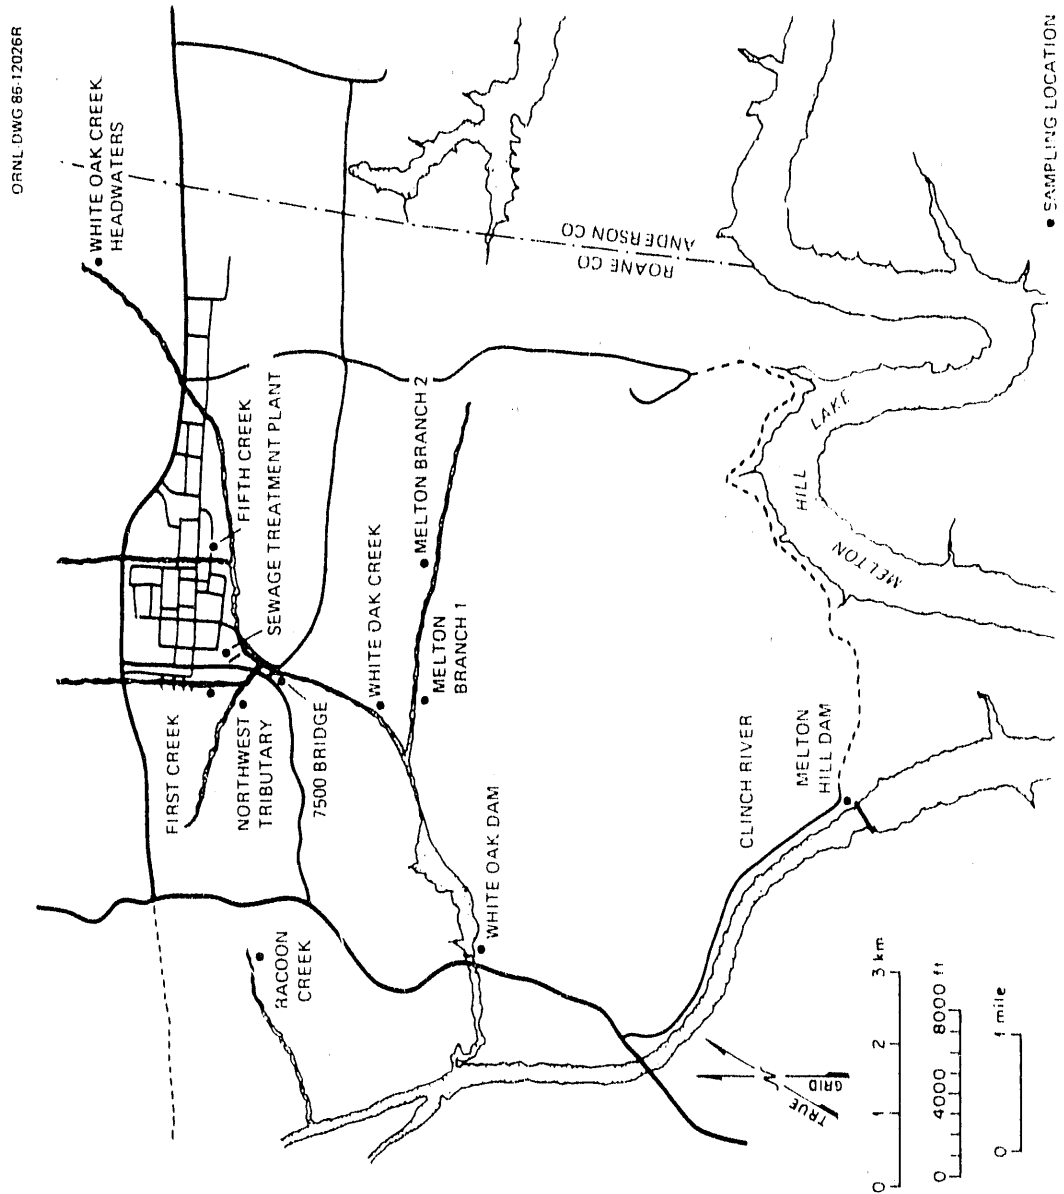 ORNL-DWG 86-12026R
WHITE OAK CREEK
HEADWATERS
FIFTH CREEK
SEWAGE TREATMENT PLANT
FIRST CREEK
NORTHWEST
TRIBUTARY
7500 BRIDGE
WHITE OAK CREEK
MELTON BRANCH 2
MELTON
BRANCH 1
RACOON
CREEK
WHITE OAK DAM
CLINCH RIVER
MELTON
HILL DAM
MELTON
HILL
LAKE
ROANE CO
ANDERSON CO
TRUE
N
GRID
0 1 2 3 km
0 4000 8000 ft
0 1 mile
• SAMPLING LOCATION